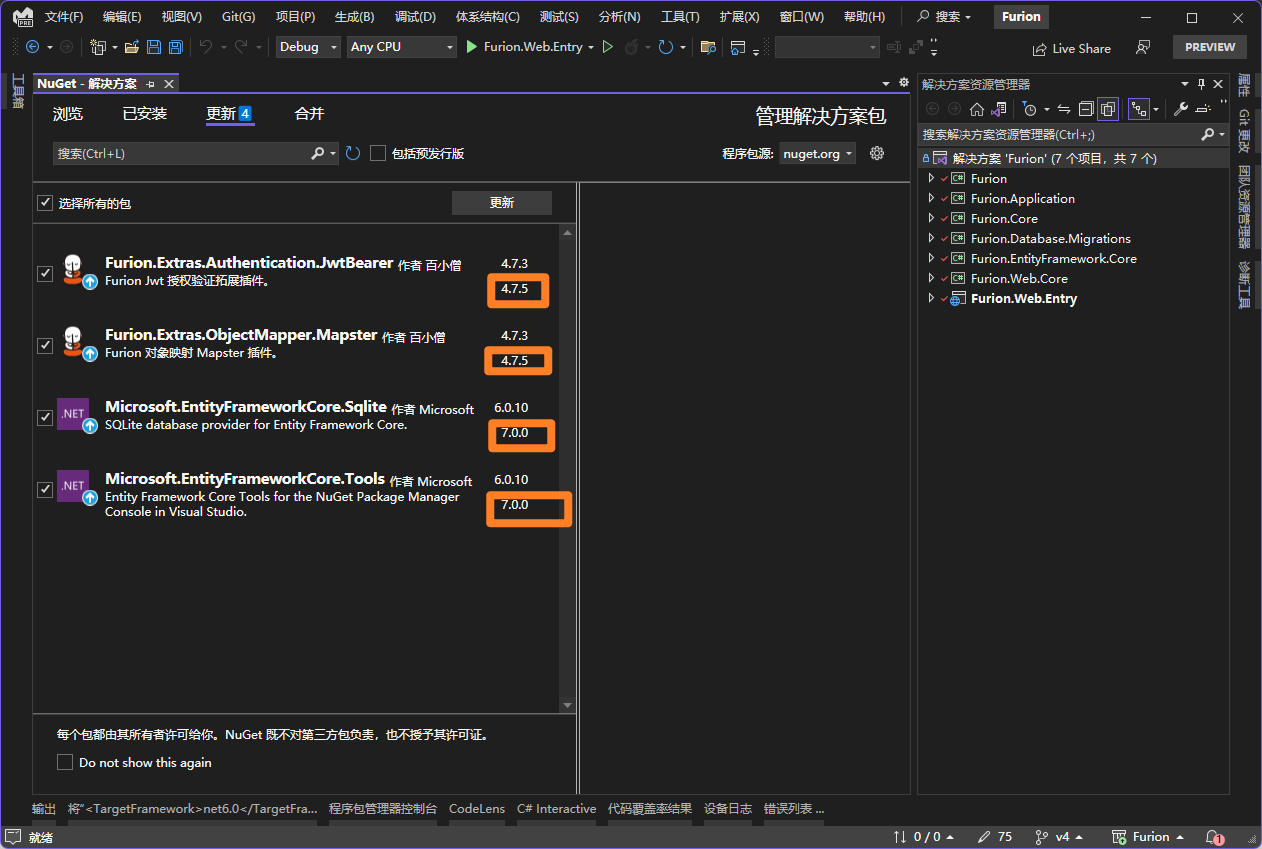 文件(F) 编辑(E) 视图(V) Git(G) 项目(P) 生成(B) 调试(D) 体系结构(C) 测试(S) 分析(N) 工具(T) 扩展(X) 窗口(W) 帮助(H) 搜索 Furion
Debug Any CPU Furion.Web.Entry Live Share PREVIEW
工具箱
NuGet - 解决方案
浏览 已安装 更新 4 合并 管理解决方案包
搜索(Ctrl+L) 包括预发行版 程序包源: nuget.org
选择所有的包 更新
Furion.Extras.Authentication.JwtBearer 作者 百小僧 4.7.3
Furion Jwt 授权验证拓展插件。 4.7.5
Furion.Extras.ObjectMapper.Mapster 作者 百小僧 4.7.3
Furion 对象映射 Mapster 插件。 4.7.5
.NET Microsoft.EntityFrameworkCore.Sqlite 作者 Microsoft 6.0.10
SQLite database provider for Entity Framework Core. 7.0.0
.NET Microsoft.EntityFrameworkCore.Tools 作者 Microsoft 6.0.10
Entity Framework Core Tools for the NuGet Package Manager 7.0.0
Console in Visual Studio.
每个包都由其所有者许可给你。NuGet 既不对第三方包负责，也不授予其许可证。
Do not show this again
解决方案资源管理器
搜索解决方案资源管理器(Ctrl+;)
解决方案 'Furion' (7 个项目，共 7 个)
C# Furion
C# Furion.Application
C# Furion.Core
C# Furion.Database.Migrations
C# Furion.EntityFramework.Core
C# Furion.Web.Core
Furion.Web.Entry
属性
Git 更改
团队资源管理器
诊断工具
输出 将"<TargetFramework>net6.0</TargetFra... 程序包管理器控制台 CodeLens C# Interactive 代码覆盖率结果 设备日志 错误列表 ...
就绪 0 / 0 75 v4 Furion 1